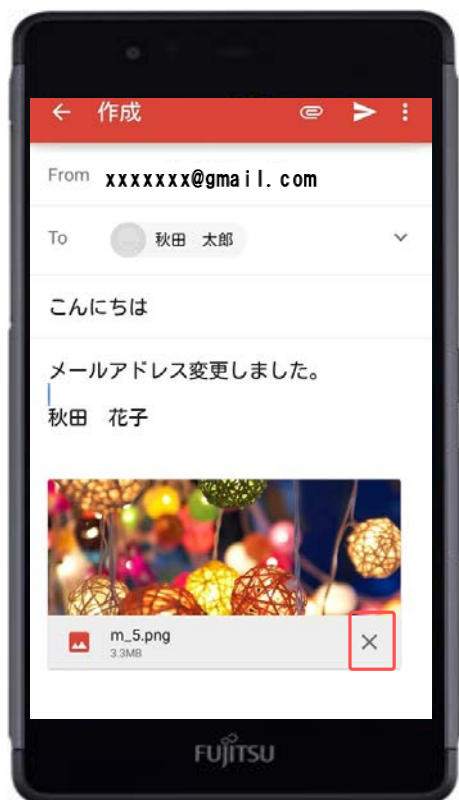 作成
From xxxxxxx@gmail.com
To 秋田 太郎
こんにちは
メールアドレス変更しました。
秋田 花子
m_5.png
3.3MB
FUJITSU